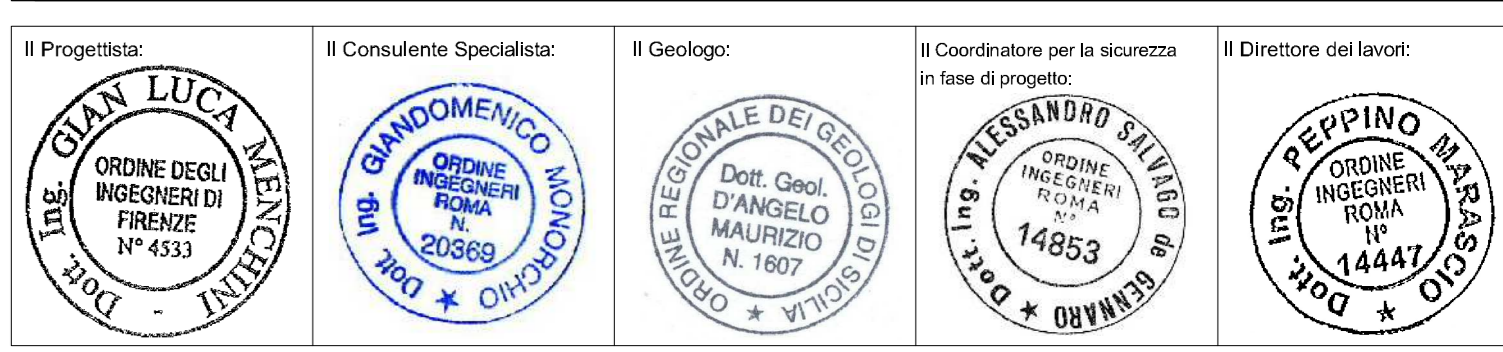 Il Progettista:
Dott. Ing. GIAN LUCA MENCHINI -
ORDINE DEGLI
INGEGNERI DI
FIRENZE
N° 4533
Il Consulente Specialista:
Dott. Ing. GIANDOMENICO MONORCHIO ★
ORDINE
INGEGNERI
ROMA
N.
20369
Il Geologo:
ORDINE REGIONALE DEI GEOLOGI DI SICILIA ★
Dott. Geol.
D'ANGELO
MAURIZIO
N. 1607
Il Coordinatore per la sicurezza
in fase di progetto:
Dott. Ing. ALESSANDRO SALVAGO de GENNARO ★
ORDINE
INGEGNERI
ROMA
N°
14853
Il Direttore dei lavori:
Dott. Ing. PEPPINO MARASCIO ★
ORDINE
INGEGNERI
ROMA
N°
14447